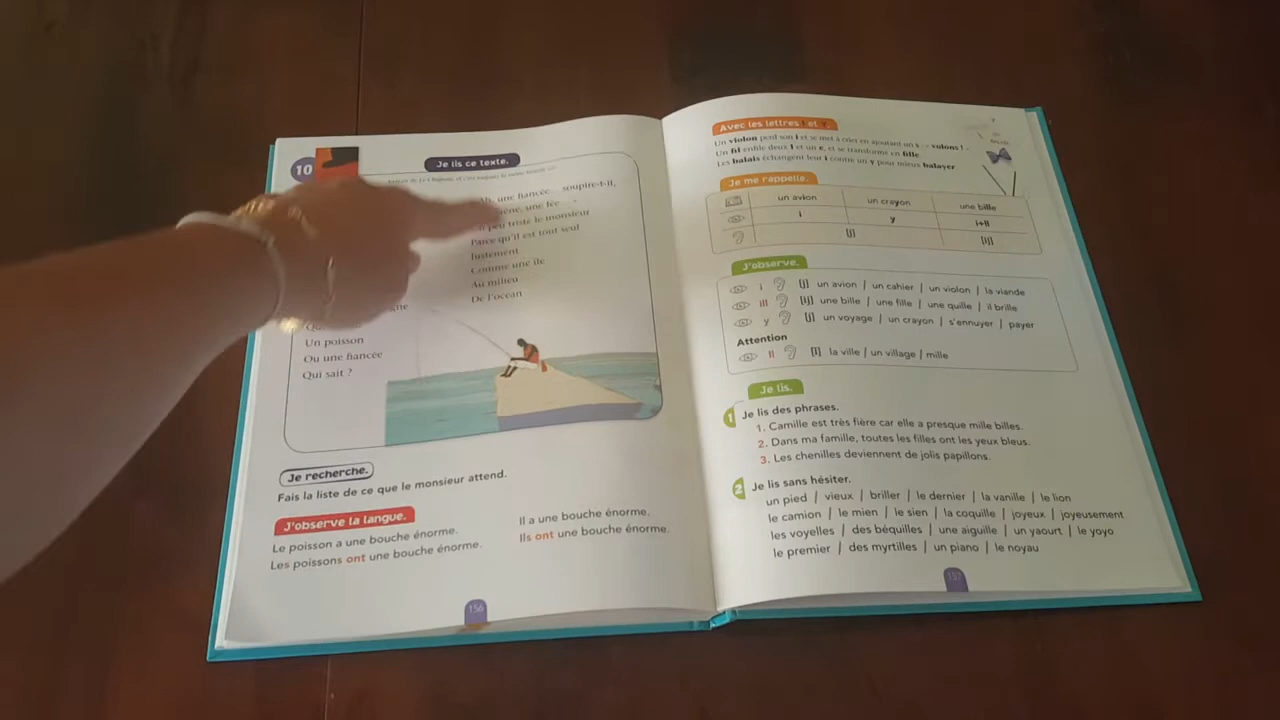 10
Je lis ce texte.
une fiancée soupire-t-il,
une fée
peu triste le monsieur
Parce qu'il est tout seul
Justement
Comme une île
Au milieu
De l'océan
Un poisson
Ou une fiancée
Qui sait ?
Je recherche.
Fais la liste de ce que le monsieur attend.
J'observe la langue.
Le poisson a une bouche énorme.
Les poissons ont une bouche énorme.
Il a une bouche énorme.
Ils ont une bouche énorme.
156
Avec les lettres i et
Un violon perd son i et se met à crier en ajoutant un s : « volons ! »
Un fil enfile deux l et un e, et se transforme en fille.
Les balais échangent leur i contre un y pour mieux balayer
Je me rappelle.
un avion un crayon une bille
i y i+ll
[j] [ij]
J'observe.
i [j] un avion / un cahier / un violon / la viande
ill [ij] une bille / une fille / une quille / il brille
y [j] un voyage / un crayon / s'ennuyer / payer
Attention
ll [l] la ville / un village / mille
Je lis.
1 Je lis des phrases.
1. Camille est très fière car elle a presque mille billes.
2. Dans ma famille, toutes les filles ont les yeux bleus.
3. Les chenilles deviennent de jolis papillons.
2 Je lis sans hésiter.
un pied / vieux / briller / le dernier / la vanille / le lion
le camion / le mien / le sien / la coquille / joyeux / joyeusement
les voyelles / des béquilles / une aiguille / un yaourt / le yoyo
le premier / des myrtilles / un piano / le noyau
157